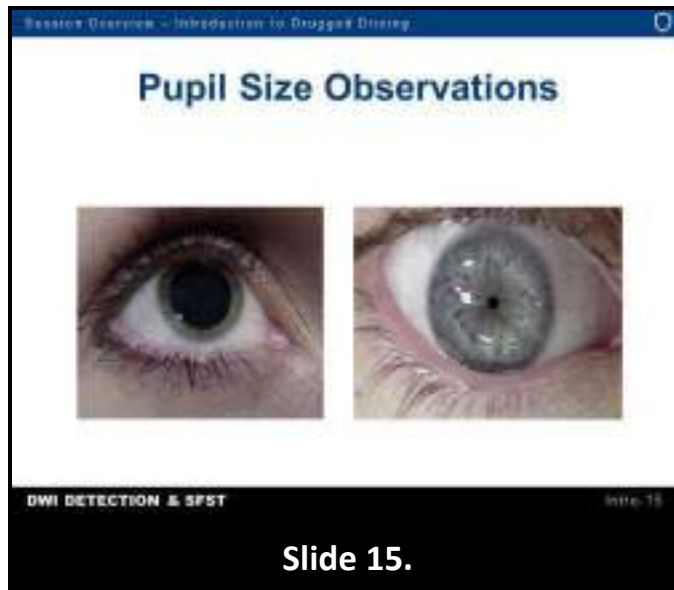 Session Overview – Introduction to Drugged Driving
Pupil Size Observations
DWI DETECTION & SFST
Intro-15
Slide 15.